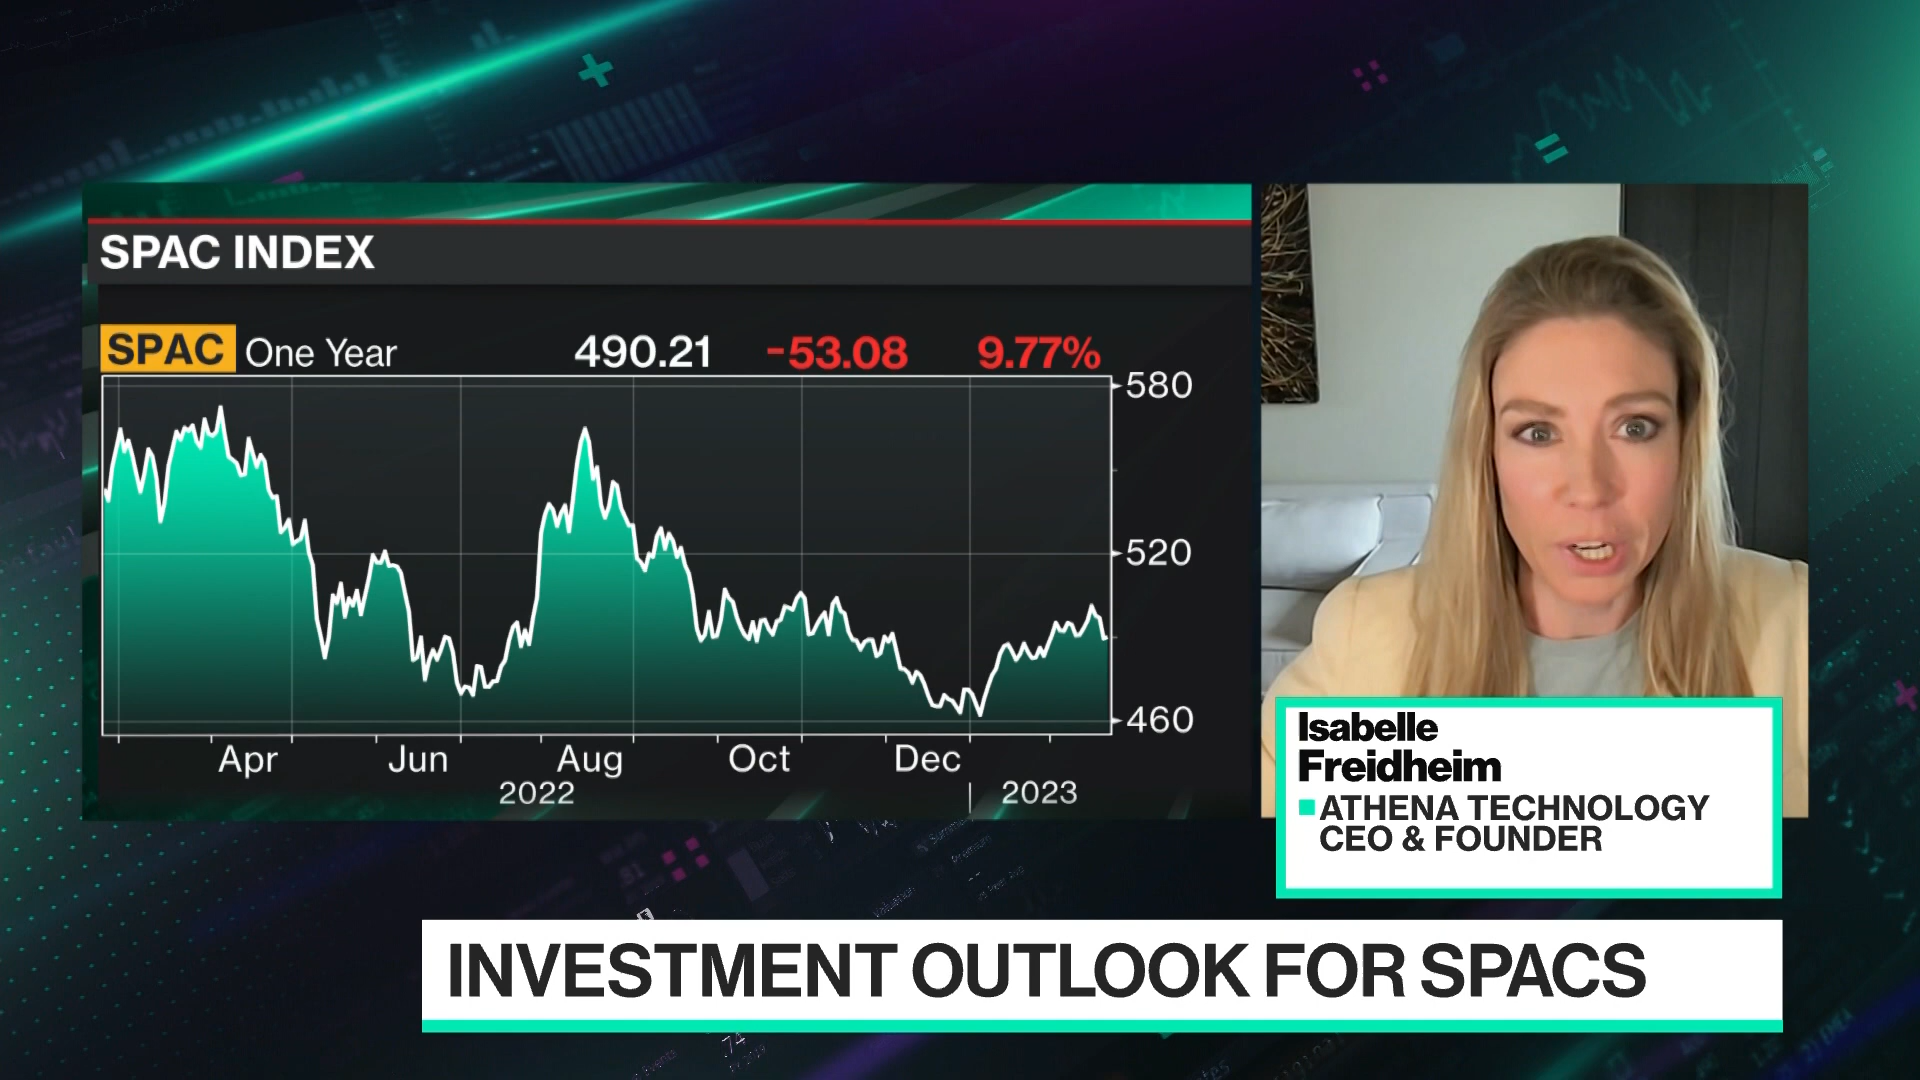 SPAC INDEX
SPAC One Year 490.21 -53.08 9.77%
580
520
460
Apr Jun Aug Oct Dec
2022 2023
Isabelle
Freidheim
ATHENA TECHNOLOGY
CEO & FOUNDER
INVESTMENT OUTLOOK FOR SPACS